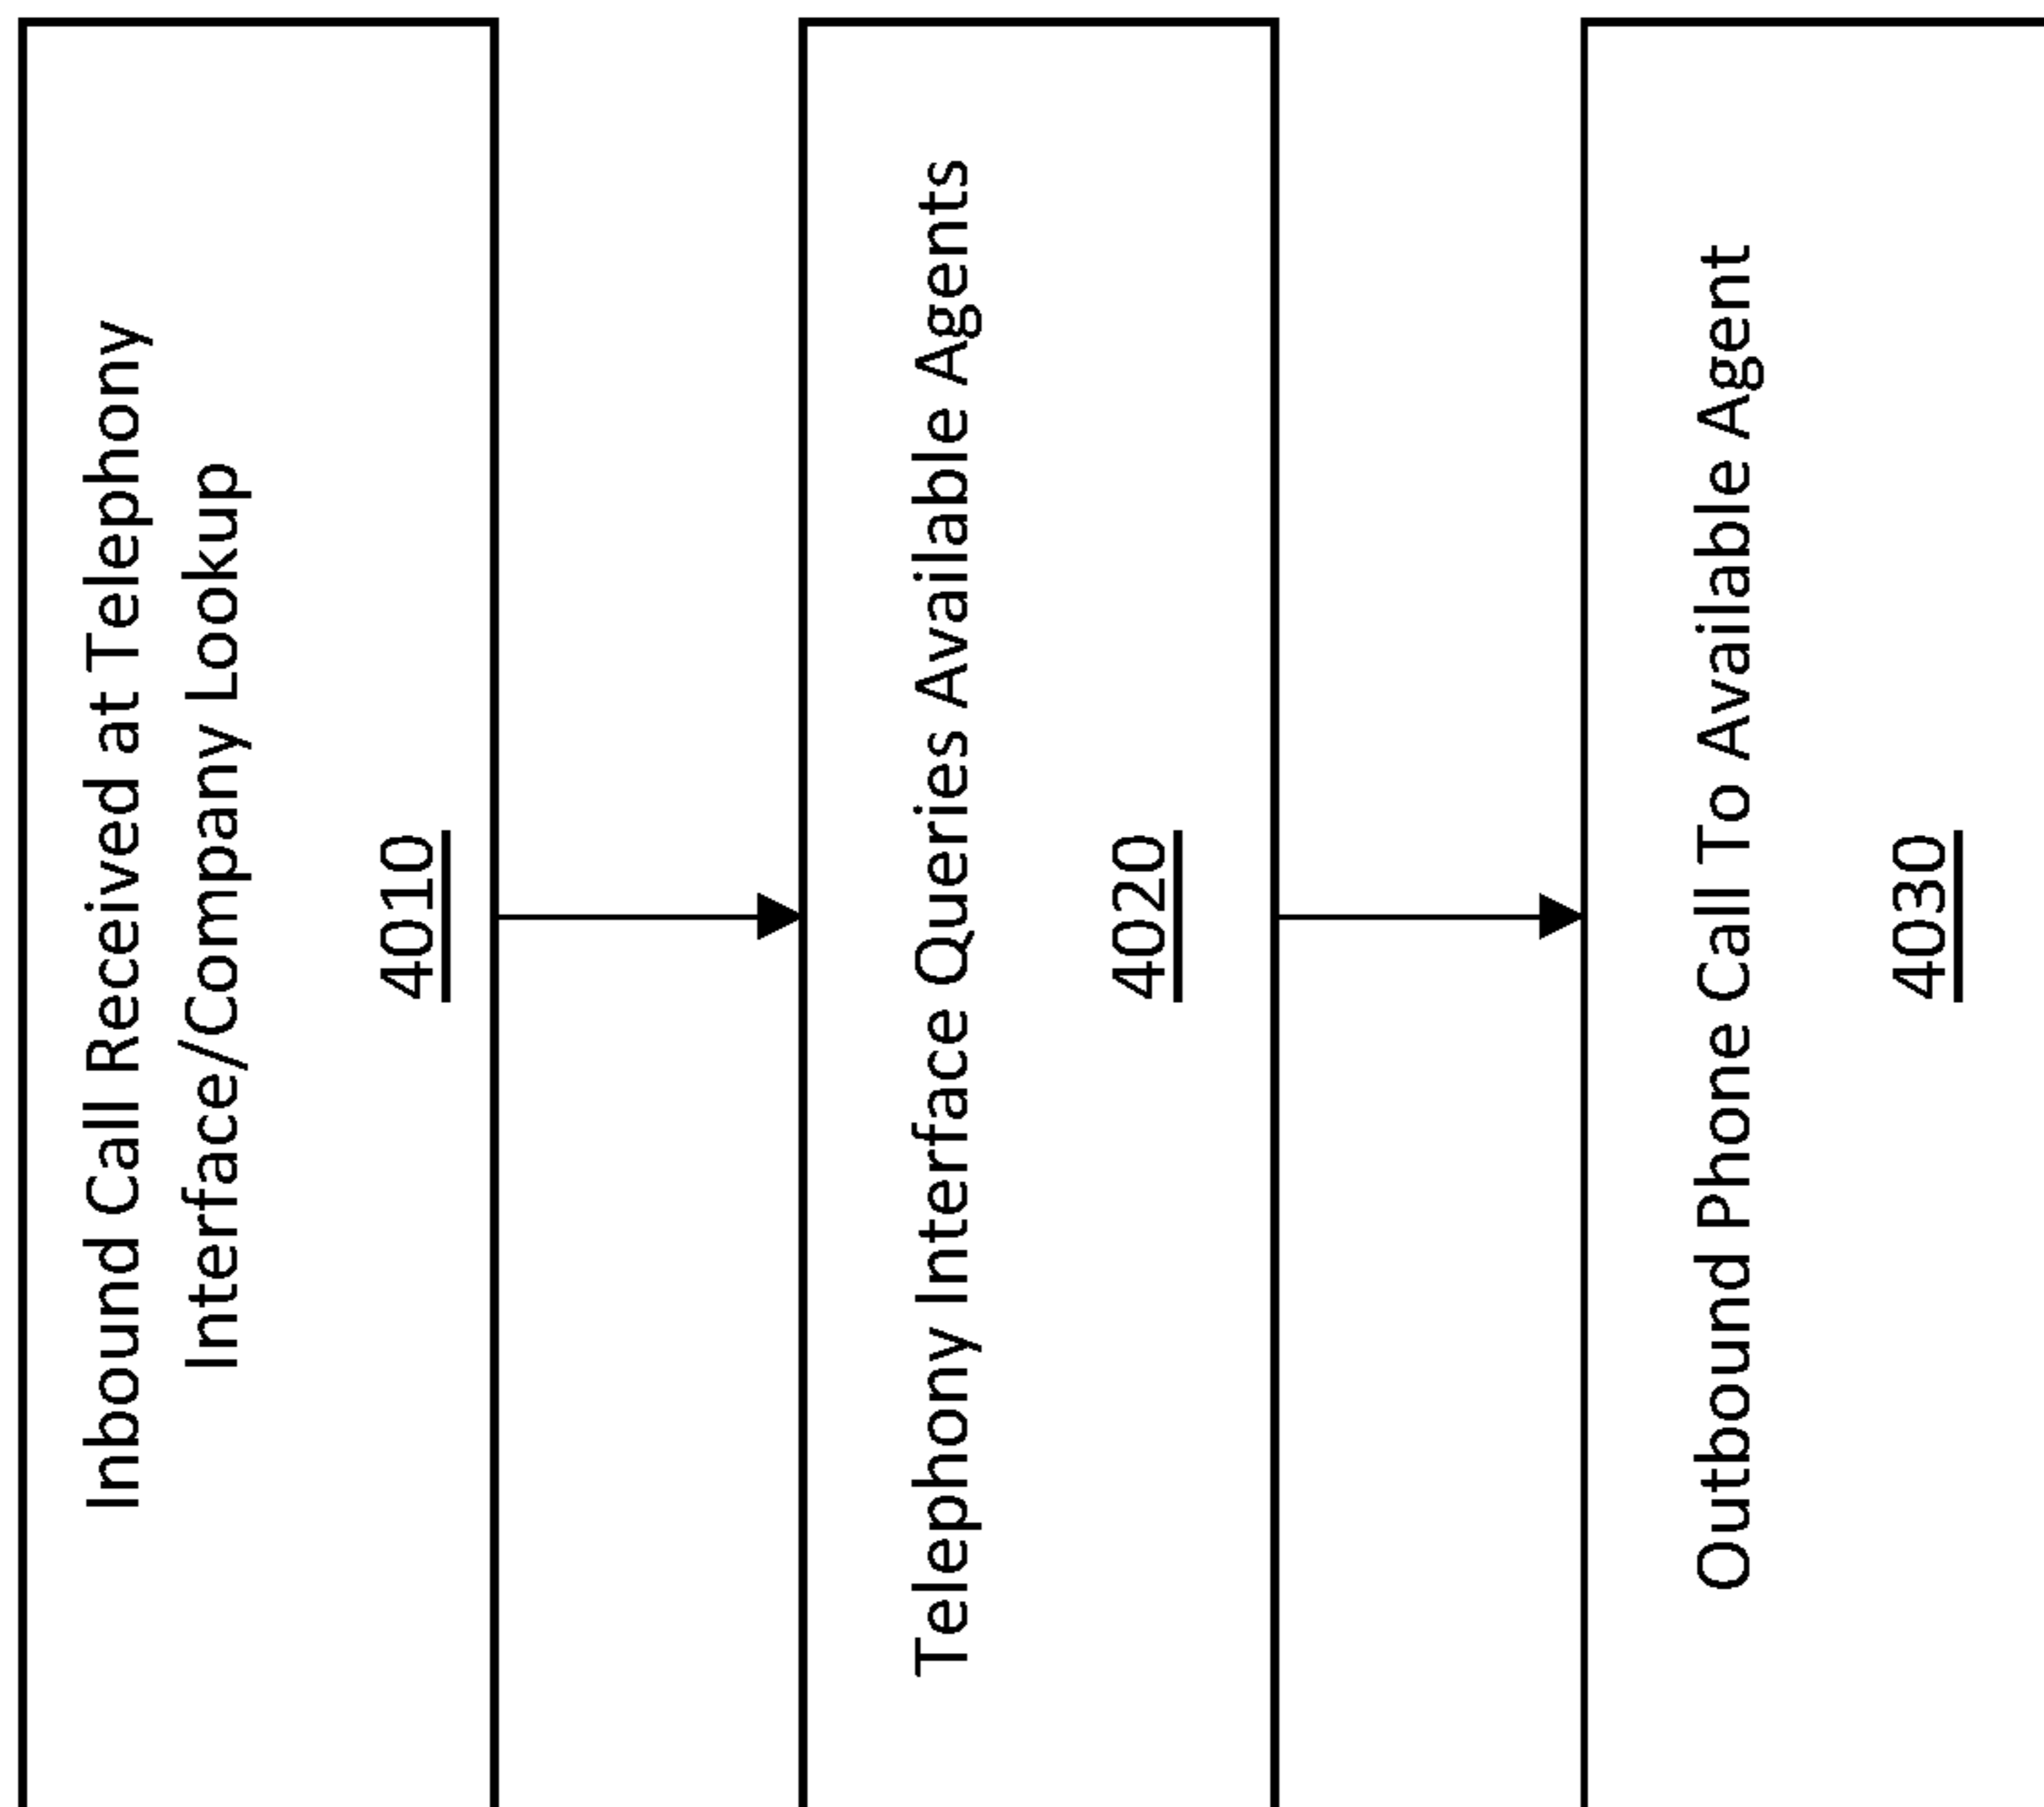 Inbound Call Received at Telephony
Interface/Company Lookup
4010
Telephony Interface Queries Available Agents
4020
Outbound Phone Call To Available Agent
4030